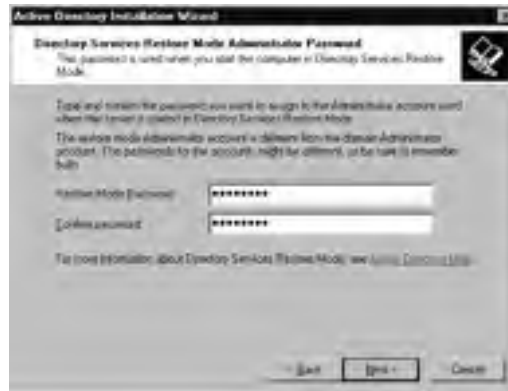 Active Directory Installation Wizard
Directory Services Restore Mode Administrator Password
This password is used when you start the computer in Directory Services Restore
Mode.
Type and confirm the password you want to assign to the Administrator account used
when this server is started in Directory Services Restore Mode.
The restore mode Administrator account is different from the domain Administrator
account. The passwords for the accounts might be different, so be sure to remember
both.
Restore Mode Password:
********
Confirm password:
********
For more information about Directory Services Restore Mode, see Active Directory Help.
< Back
Next >
Cancel